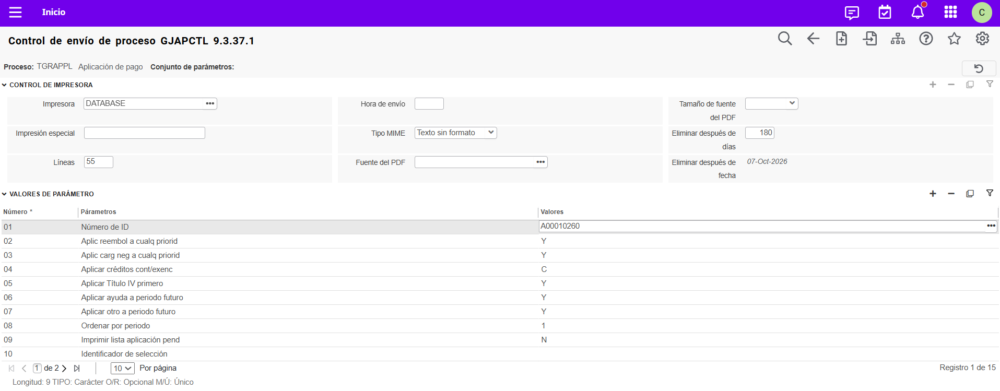 Inicio
C
Control de envío de proceso GJAPCTL 9.3.37.1
Proceso: TGRAPPL Aplicación de pago Conjunto de parámetros:
CONTROL DE IMPRESORA
Impresora DATABASE
Hora de envío
Tamaño de fuente
del PDF
Impresión especial
Tipo MIME Texto sin formato
Eliminar después de 180
días
Líneas 55
Fuente del PDF
Eliminar después de 07-Oct-2026
fecha
VALORES DE PARÁMETRO
Número * Párametros Valores
01 Número de ID A00010260
02 Aplic reembol a cualq priorid Y
03 Aplic carg neg a cualq priorid Y
04 Aplicar créditos cont/exenc C
05 Aplicar Título IV primero Y
06 Aplicar ayuda a periodo futuro Y
07 Aplicar otro a periodo futuro Y
08 Ordenar por periodo 1
09 Imprimir lista aplicación pend N
10 Identificador de selección
1 de 2 10 Por página Registro 1 de 15
Longitud: 9 TIPO: Carácter O/R: Opcional M/Ú: Único